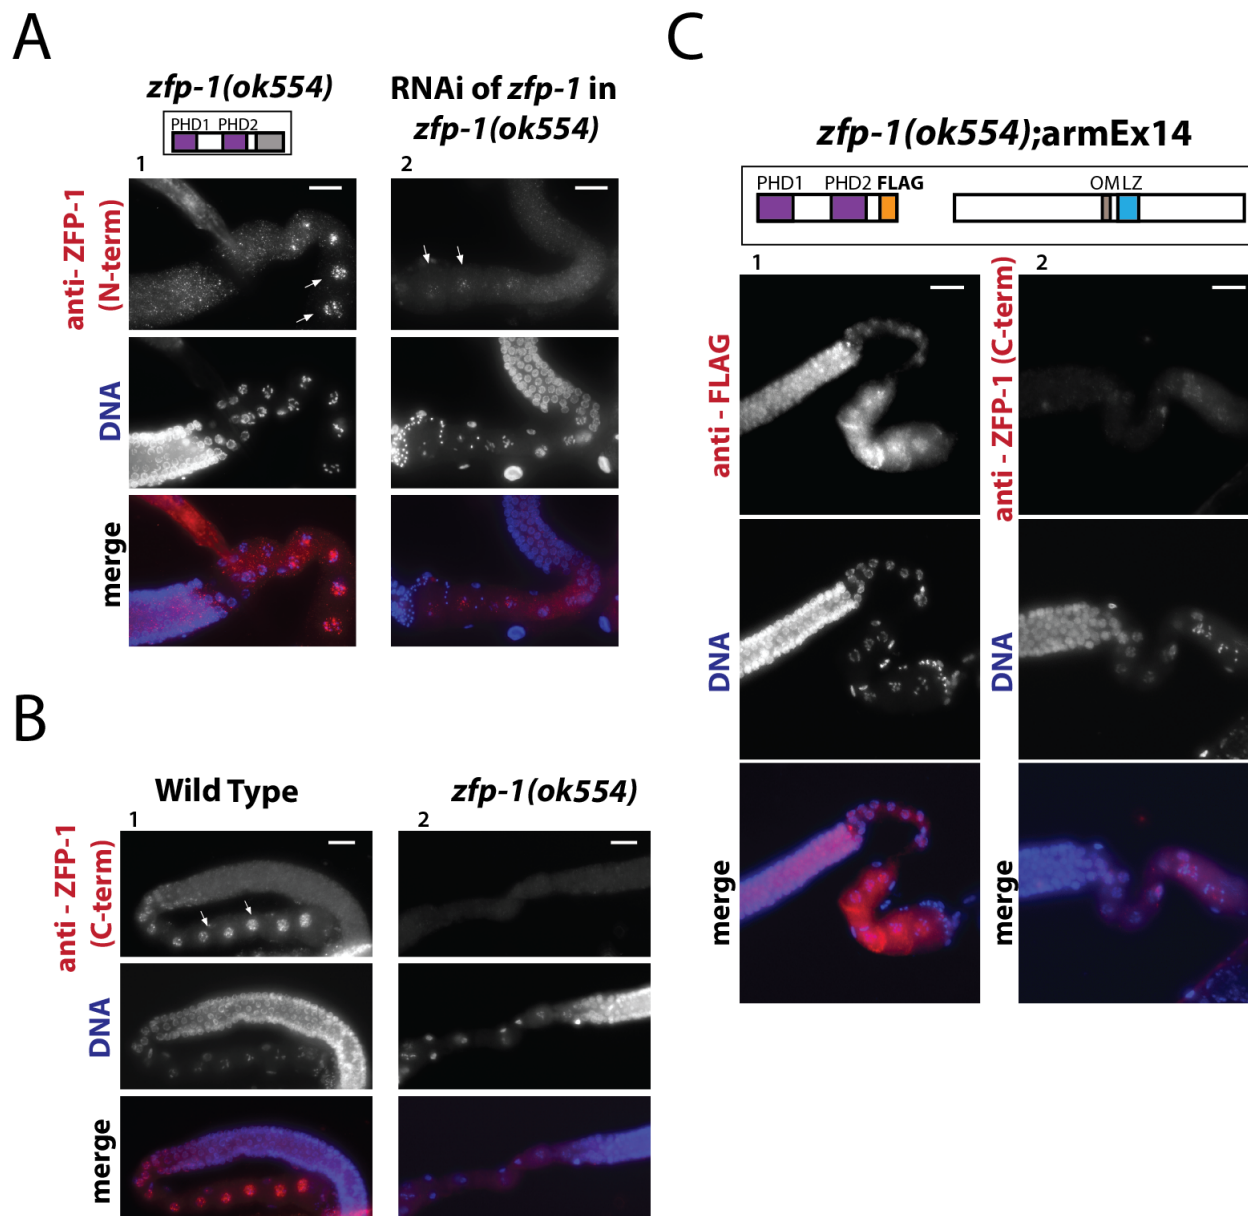 A
zfp-1(ok554)
PHD1 PHD2
1
RNAi of zfp-1 in
zfp-1(ok554)
2
anti- ZFP-1
(N-term)
DNA
merge
B
Wild Type
1
zfp-1(ok554)
2
anti - ZFP-1
(C-term)
DNA
merge
C
zfp-1(ok554);armEx14
PHD1 PHD2 FLAG OM LZ
1
2
anti - FLAG
anti - ZFP-1 (C-term)
DNA
DNA
merge
merge